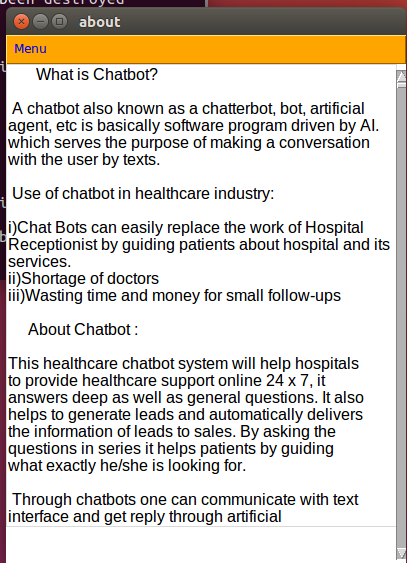 been destroyed
about
Menu
What is Chatbot?
A chatbot also known as a chatterbot, bot, artificial
agent, etc is basically software program driven by AI.
which serves the purpose of making a conversation
with the user by texts.
Use of chatbot in healthcare industry:
i)Chat Bots can easily replace the work of Hospital
Receptionist by guiding patients about hospital and its
services.
ii)Shortage of doctors
iii)Wasting time and money for small follow-ups
About Chatbot :
This healthcare chatbot system will help hospitals
to provide healthcare support online 24 x 7, it
answers deep as well as general questions. It also
helps to generate leads and automatically delivers
the information of leads to sales. By asking the
questions in series it helps patients by guiding
what exactly he/she is looking for.
Through chatbots one can communicate with text
interface and get reply through artificial